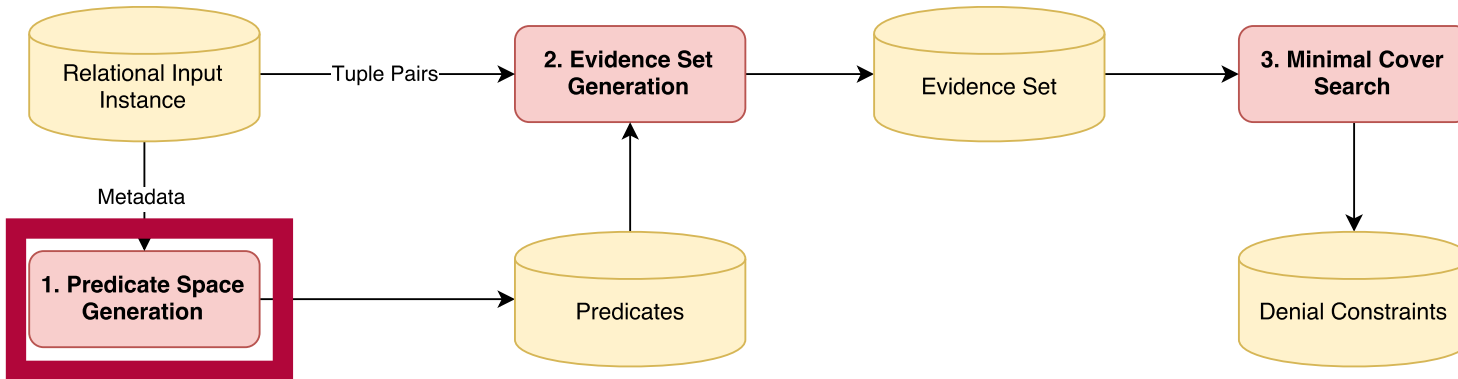 Relational Input
Instance
Tuple Pairs
2. Evidence Set
Generation
Evidence Set
3. Minimal Cover
Search
Metadata
1. Predicate Space
Generation
Predicates
Denial Constraints